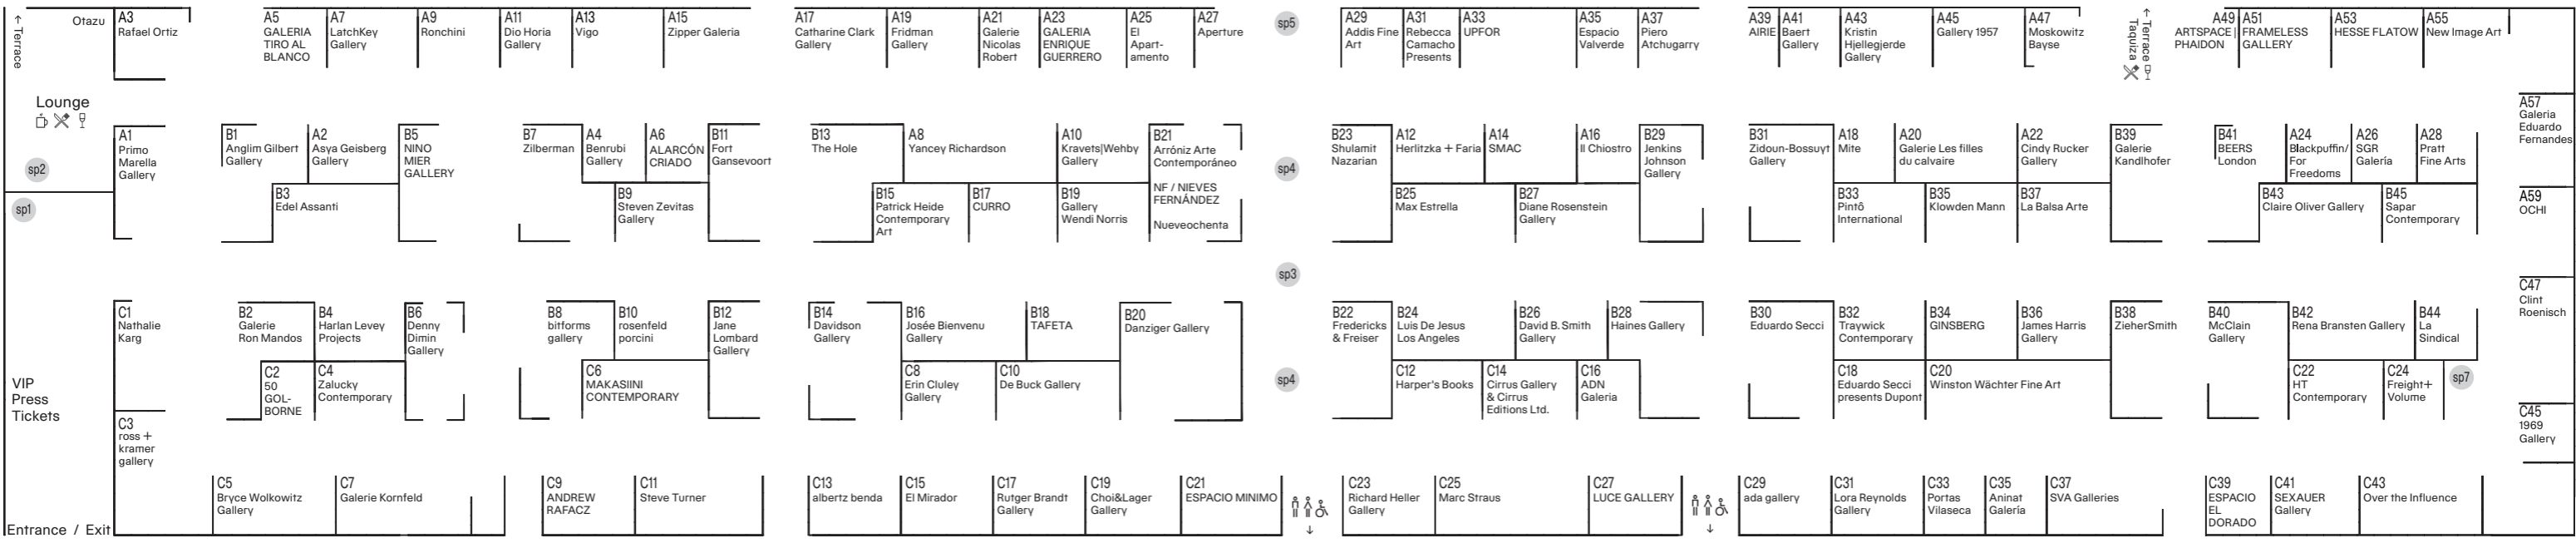 ↑ Terrace
Otazu
A3
Rafael Ortiz
A5
GALERIA
TIRO AL
BLANCO
A7
LatchKey
Gallery
A9
Ronchini
A11
Dio Horia
Gallery
A13
Vigo
A15
Zipper Galeria
A17
Catharine Clark
Gallery
A19
Fridman
Gallery
A21
Galerie
Nicolas
Robert
A23
GALERIA
ENRIQUE
GUERRERO
A25
El
Apart-
amento
A27
Aperture
sp5
A29
Addis Fine
Art
A31
Rebecca
Camacho
Presents
A33
UPFOR
A35
Espacio
Valverde
A37
Piero
Atchugarry
A39
AIRIE
A41
Baert
Gallery
A43
Kristin
Hjellegjerde
Gallery
A45
Gallery 1957
A47
Moskowitz
Bayse
↑ Terrace
Taquiza
A49
ARTSPACE |
PHAIDON
A51
FRAMELESS
GALLERY
A53
HESSE FLATOW
A55
New Image Art
Lounge
A57
Galeria
Eduardo
Fernandes
A1
Primo
Marella
Gallery
sp2
sp1
B1
Anglim Gilbert
Gallery
A2
Asya Geisberg
Gallery
B5
NINO
MIER
GALLERY
B3
Edel Assanti
B7
Zilberman
A4
Benrubi
Gallery
A6
ALARCÓN
CRIADO
B11
Fort
Gansevoort
B9
Steven Zevitas
Gallery
B13
The Hole
A8
Yancey Richardson
A10
Kravets|Wehby
Gallery
B21
Arróniz Arte
Contemporáneo
NF / NIEVES
FERNÁNDEZ
Nueveochenta
B15
Patrick Heide
Contemporary
Art
B17
CURRO
B19
Gallery
Wendi Norris
sp4
B23
Shulamit
Nazarian
A12
Herlitzka + Faria
A14
SMAC
A16
Il Chiostro
B29
Jenkins
Johnson
Gallery
B25
Max Estrella
B27
Diane Rosenstein
Gallery
B31
Zidoun-Bossuyt
Gallery
A18
Mite
A20
Galerie Les filles
du calvaire
A22
Cindy Rucker
Gallery
B39
Galerie
Kandlhofer
B33
Pintô
International
B35
Klowden Mann
B37
La Balsa Arte
B41
BEERS
London
A24
Blackpuffin/
For
Freedoms
A26
SGR
Galería
A28
Pratt
Fine Arts
B43
Claire Oliver Gallery
B45
Sapar
Contemporary
A59
OCHI
sp3
C1
Nathalie
Karg
B2
Galerie
Ron Mandos
B4
Harlan Levey
Projects
B6
Denny
Dimin
Gallery
C2
50
GOL-
BORNE
C4
Zalucky
Contemporary
B8
bitforms
gallery
B10
rosenfeld
porcini
B12
Jane
Lombard
Gallery
C6
MAKASIINI
CONTEMPORARY
B14
Davidson
Gallery
B16
Josée Bienvenu
Gallery
B18
TAFETA
B20
Danziger Gallery
C8
Erin Cluley
Gallery
C10
De Buck Gallery
sp4
B22
Fredericks
& Freiser
B24
Luis De Jesus
Los Angeles
B26
David B. Smith
Gallery
B28
Haines Gallery
C12
Harper's Books
C14
Cirrus Gallery
& Cirrus
Editions Ltd.
C16
ADN
Galeria
B30
Eduardo Secci
B32
Traywick
Contemporary
B34
GINSBERG
B36
James Harris
Gallery
B38
ZieherSmith
C18
Eduardo Secci
presents Dupont
C20
Winston Wächter Fine Art
B40
McClain
Gallery
B42
Rena Bransten Gallery
B44
La
Sindical
C22
HT
Contemporary
C24
Freight+
Volume
sp7
C47
Clint
Roenisch
C45
1969
Gallery
VIP
Press
Tickets
C3
ross +
kramer
gallery
C5
Bryce Wolkowitz
Gallery
C7
Galerie Kornfeld
C9
ANDREW
RAFACZ
C11
Steve Turner
C13
albertz benda
C15
El Mirador
C17
Rutger Brandt
Gallery
C19
Choi&Lager
Gallery
C21
ESPACIO MINIMO
↓
C23
Richard Heller
Gallery
C25
Marc Straus
C27
LUCE GALLERY
↓
C29
ada gallery
C31
Lora Reynolds
Gallery
C33
Portas
Vilaseca
C35
Aninat
Galería
C37
SVA Galleries
C39
ESPACIO
EL
DORADO
C41
SEXAUER
Gallery
C43
Over the Influence
Entrance / Exit